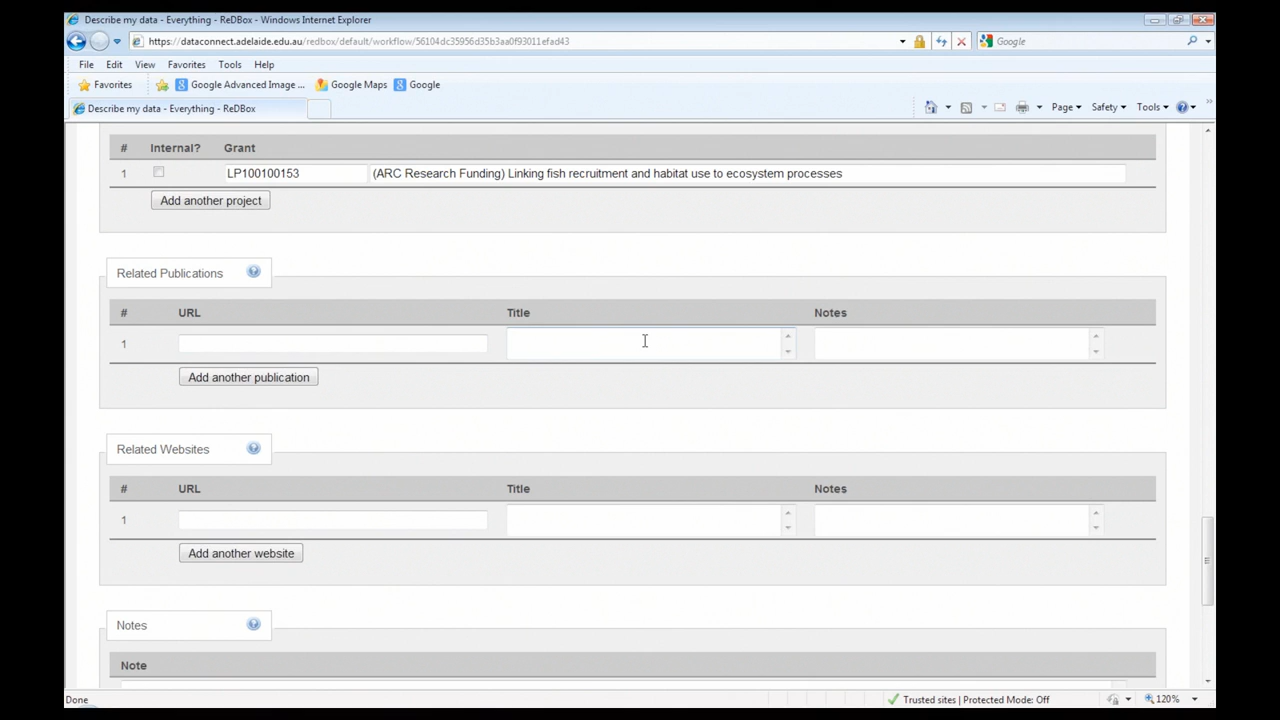 Describe my data - Everything - ReDBox - Windows Internet Explorer
https://dataconnect.adelaide.edu.au/redbox/default/workflow/56104dc35956d35b3aa0f93011efad43
Google
File Edit View Favorites Tools Help
Favorites Google Advanced Image ... Google Maps Google
Describe my data - Everything - ReDBox
Page Safety Tools
# Internal? Grant
1 LP100100153 (ARC Research Funding) Linking fish recruitment and habitat use to ecosystem processes
Add another project
Related Publications
# URL Title Notes
1
Add another publication
Related Websites
# URL Title Notes
1
Add another website
Notes
Note
Done Trusted sites | Protected Mode: Off 120%